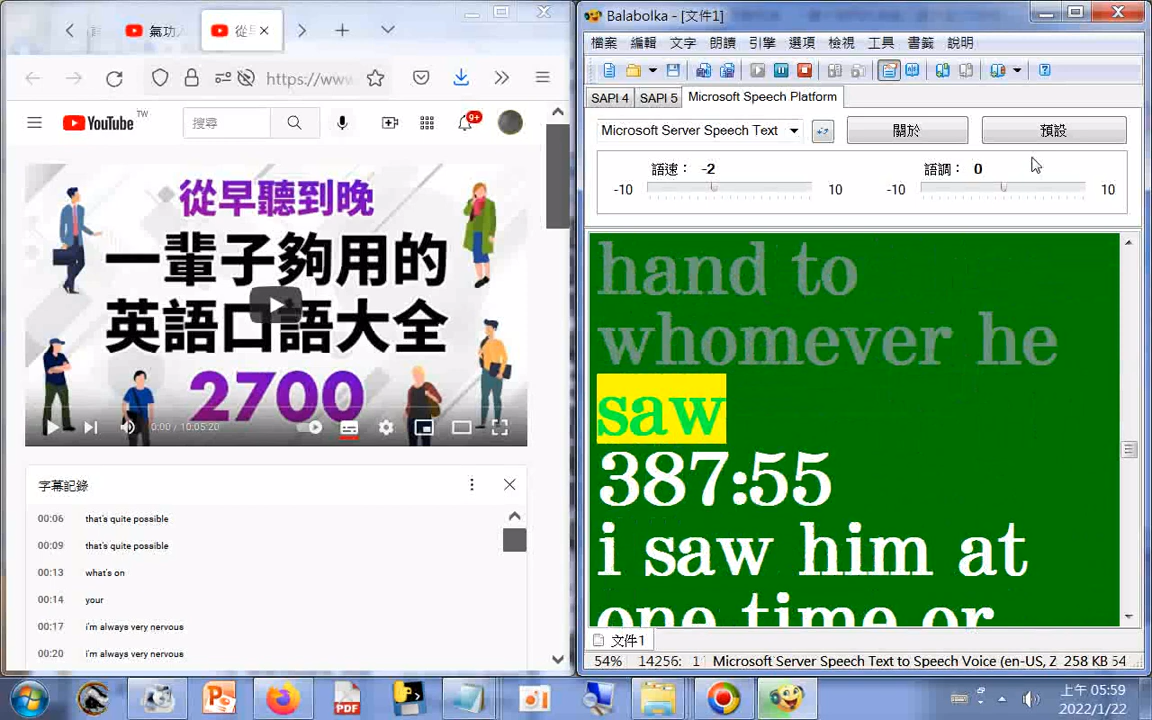 氣功
從
https://www
YouTube TW
搜尋
9+
從早聽到晚
一輩子夠用的
英語口語大全
2700
0:00 / 10:05:20
字幕記錄
00:06 that's quite possible
00:09 that's quite possible
00:13 what's on
00:14 your
00:17 i'm always very nervous
00:20 i'm always very nervous
Balabolka - [文件1]
檔案 編輯 文字 朗讀 引擎 選項 檢視 工具 書籤 說明
SAPI 4 SAPI 5 Microsoft Speech Platform
Microsoft Server Speech Text 關於 預設
語速： -2 語調： 0
-10 10 -10 10
hand to
whomever he
saw
387:55
i saw him at
one time or
文件1
54% 14256: 1 Microsoft Server Speech Text to Speech Voice (en-US, Z 258 KB 54
PDF
上午 05:59
2022/1/22